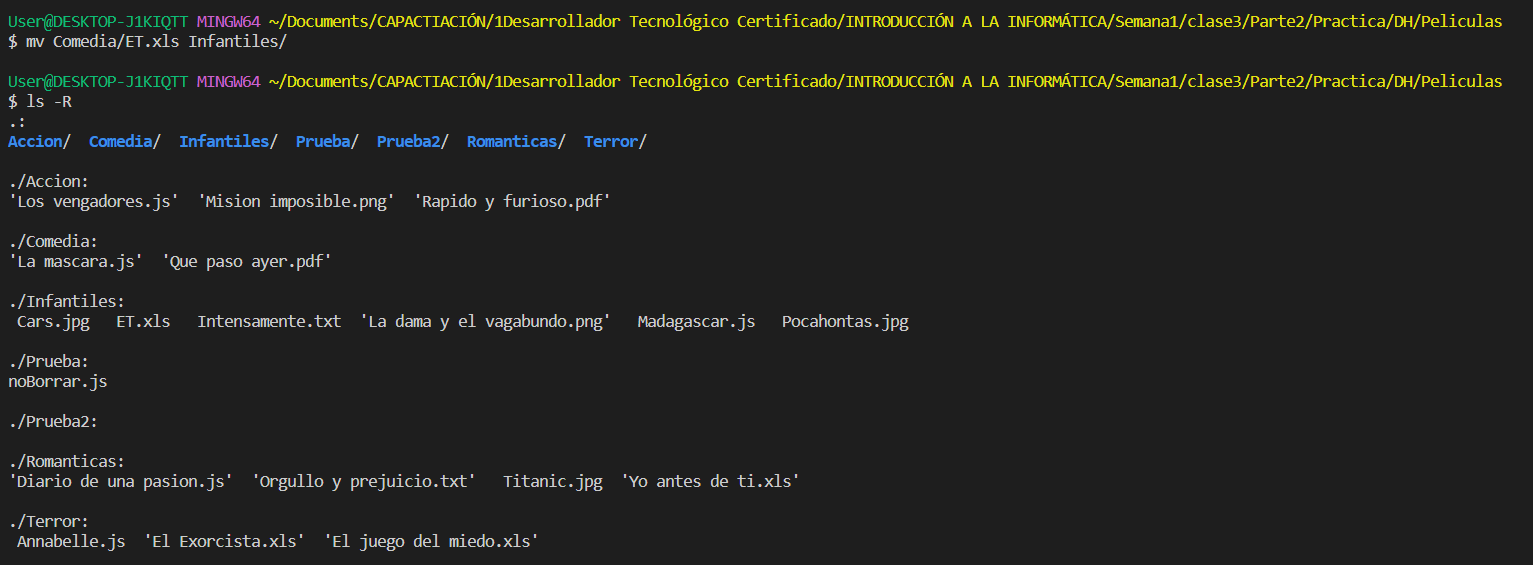 User@DESKTOP-J1KIQTT MINGW64 ~/Documents/CAPACTIACIÓN/1Desarrollador Tecnológico Certificado/INTRODUCCIÓN A LA INFORMÁTICA/Semana1/clase3/Parte2/Practica/DH/Peliculas
$ mv Comedia/ET.xls Infantiles/
User@DESKTOP-J1KIQTT MINGW64 ~/Documents/CAPACTIACIÓN/1Desarrollador Tecnológico Certificado/INTRODUCCIÓN A LA INFORMÁTICA/Semana1/clase3/Parte2/Practica/DH/Peliculas
$ ls -R
.:
Accion/  Comedia/  Infantiles/  Prueba/  Prueba2/  Romanticas/  Terror/
./Accion:
'Los vengadores.js'  'Mision imposible.png'  'Rapido y furioso.pdf'
./Comedia:
'La mascara.js'  'Que paso ayer.pdf'
./Infantiles:
 Cars.jpg   ET.xls   Intensamente.txt  'La dama y el vagabundo.png'   Madagascar.js   Pocahontas.jpg
./Prueba:
noBorrar.js
./Prueba2:
./Romanticas:
'Diario de una pasion.js'  'Orgullo y prejuicio.txt'   Titanic.jpg  'Yo antes de ti.xls'
./Terror:
 Annabelle.js  'El Exorcista.xls'  'El juego del miedo.xls'